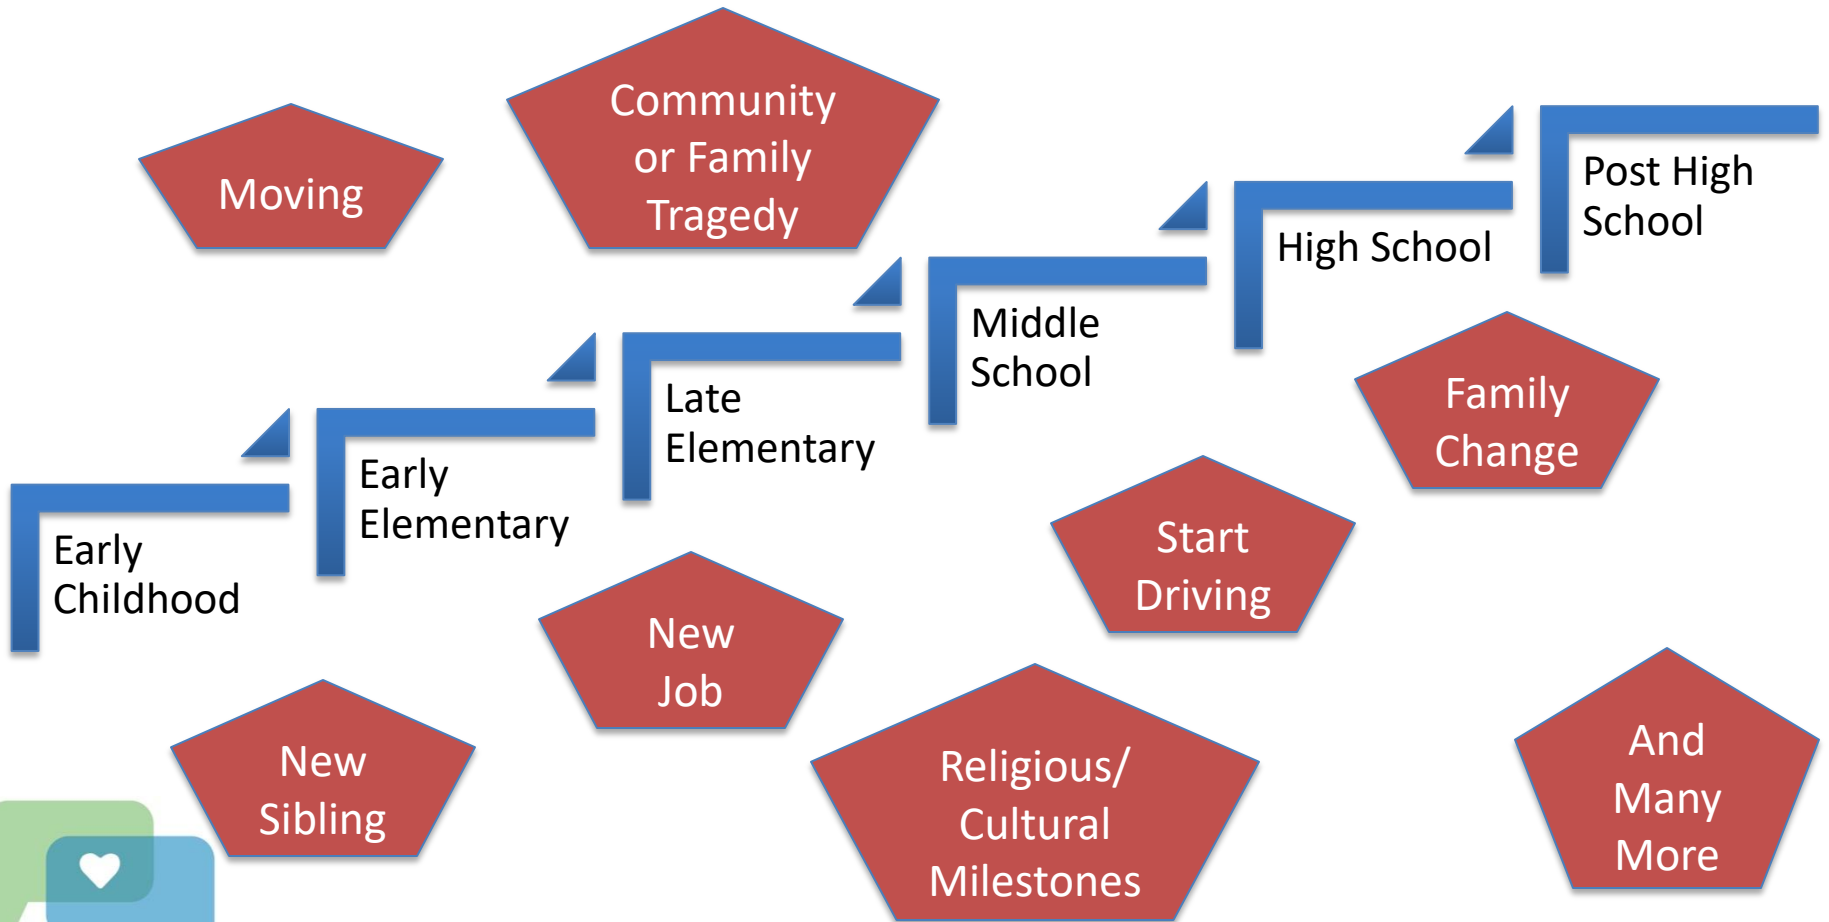 Moving
Community
or Family
Tragedy
Post High
School
High School
Middle
School
Late
Elementary
Early
Elementary
Early
Childhood
Family
Change
Start
Driving
New
Job
New
Sibling
Religious/
Cultural
Milestones
And
Many
More